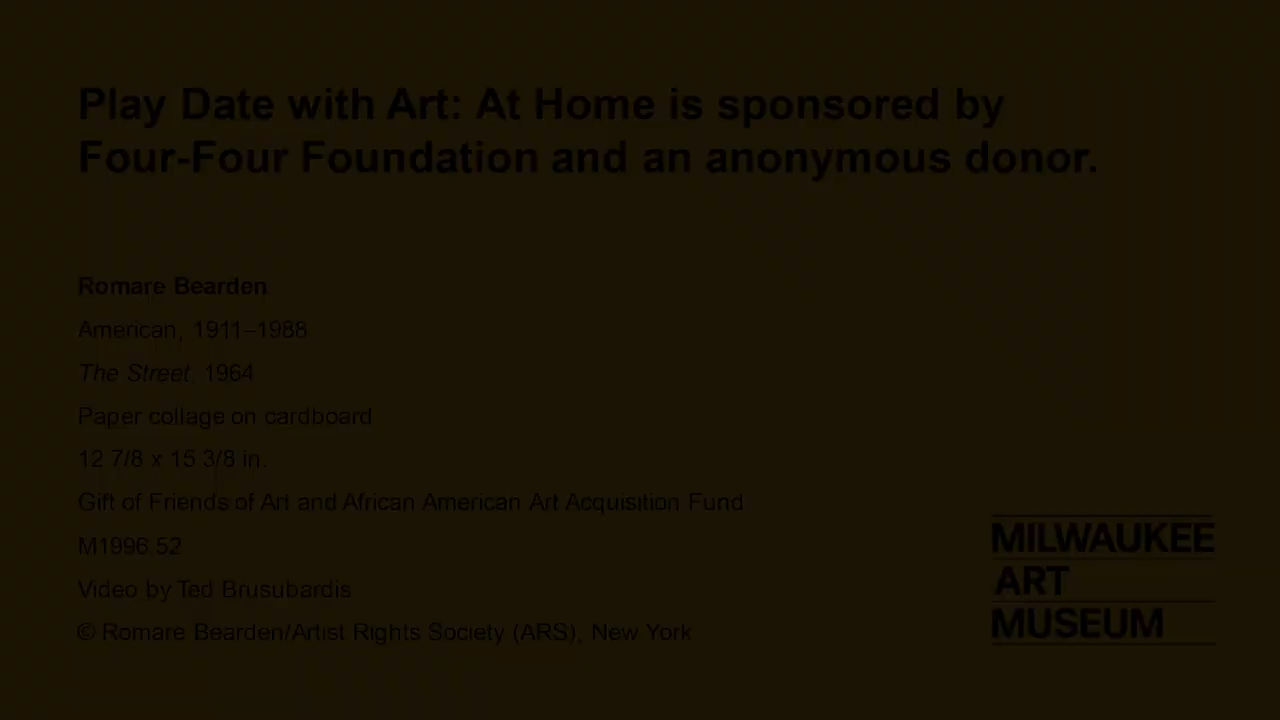 Play Date with Art: At Home is sponsored by
Four-Four Foundation and an anonymous donor.
Romare Bearden
American, 1911–1988
The Street, 1964
Paper collage on cardboard
12 7/8 x 15 3/8 in.
Gift of Friends of Art and African American Art Acquisition Fund
M1996.52
Video by Ted Brusubardis
© Romare Bearden/Artist Rights Society (ARS), New York
MILWAUKEE
ART
MUSEUM